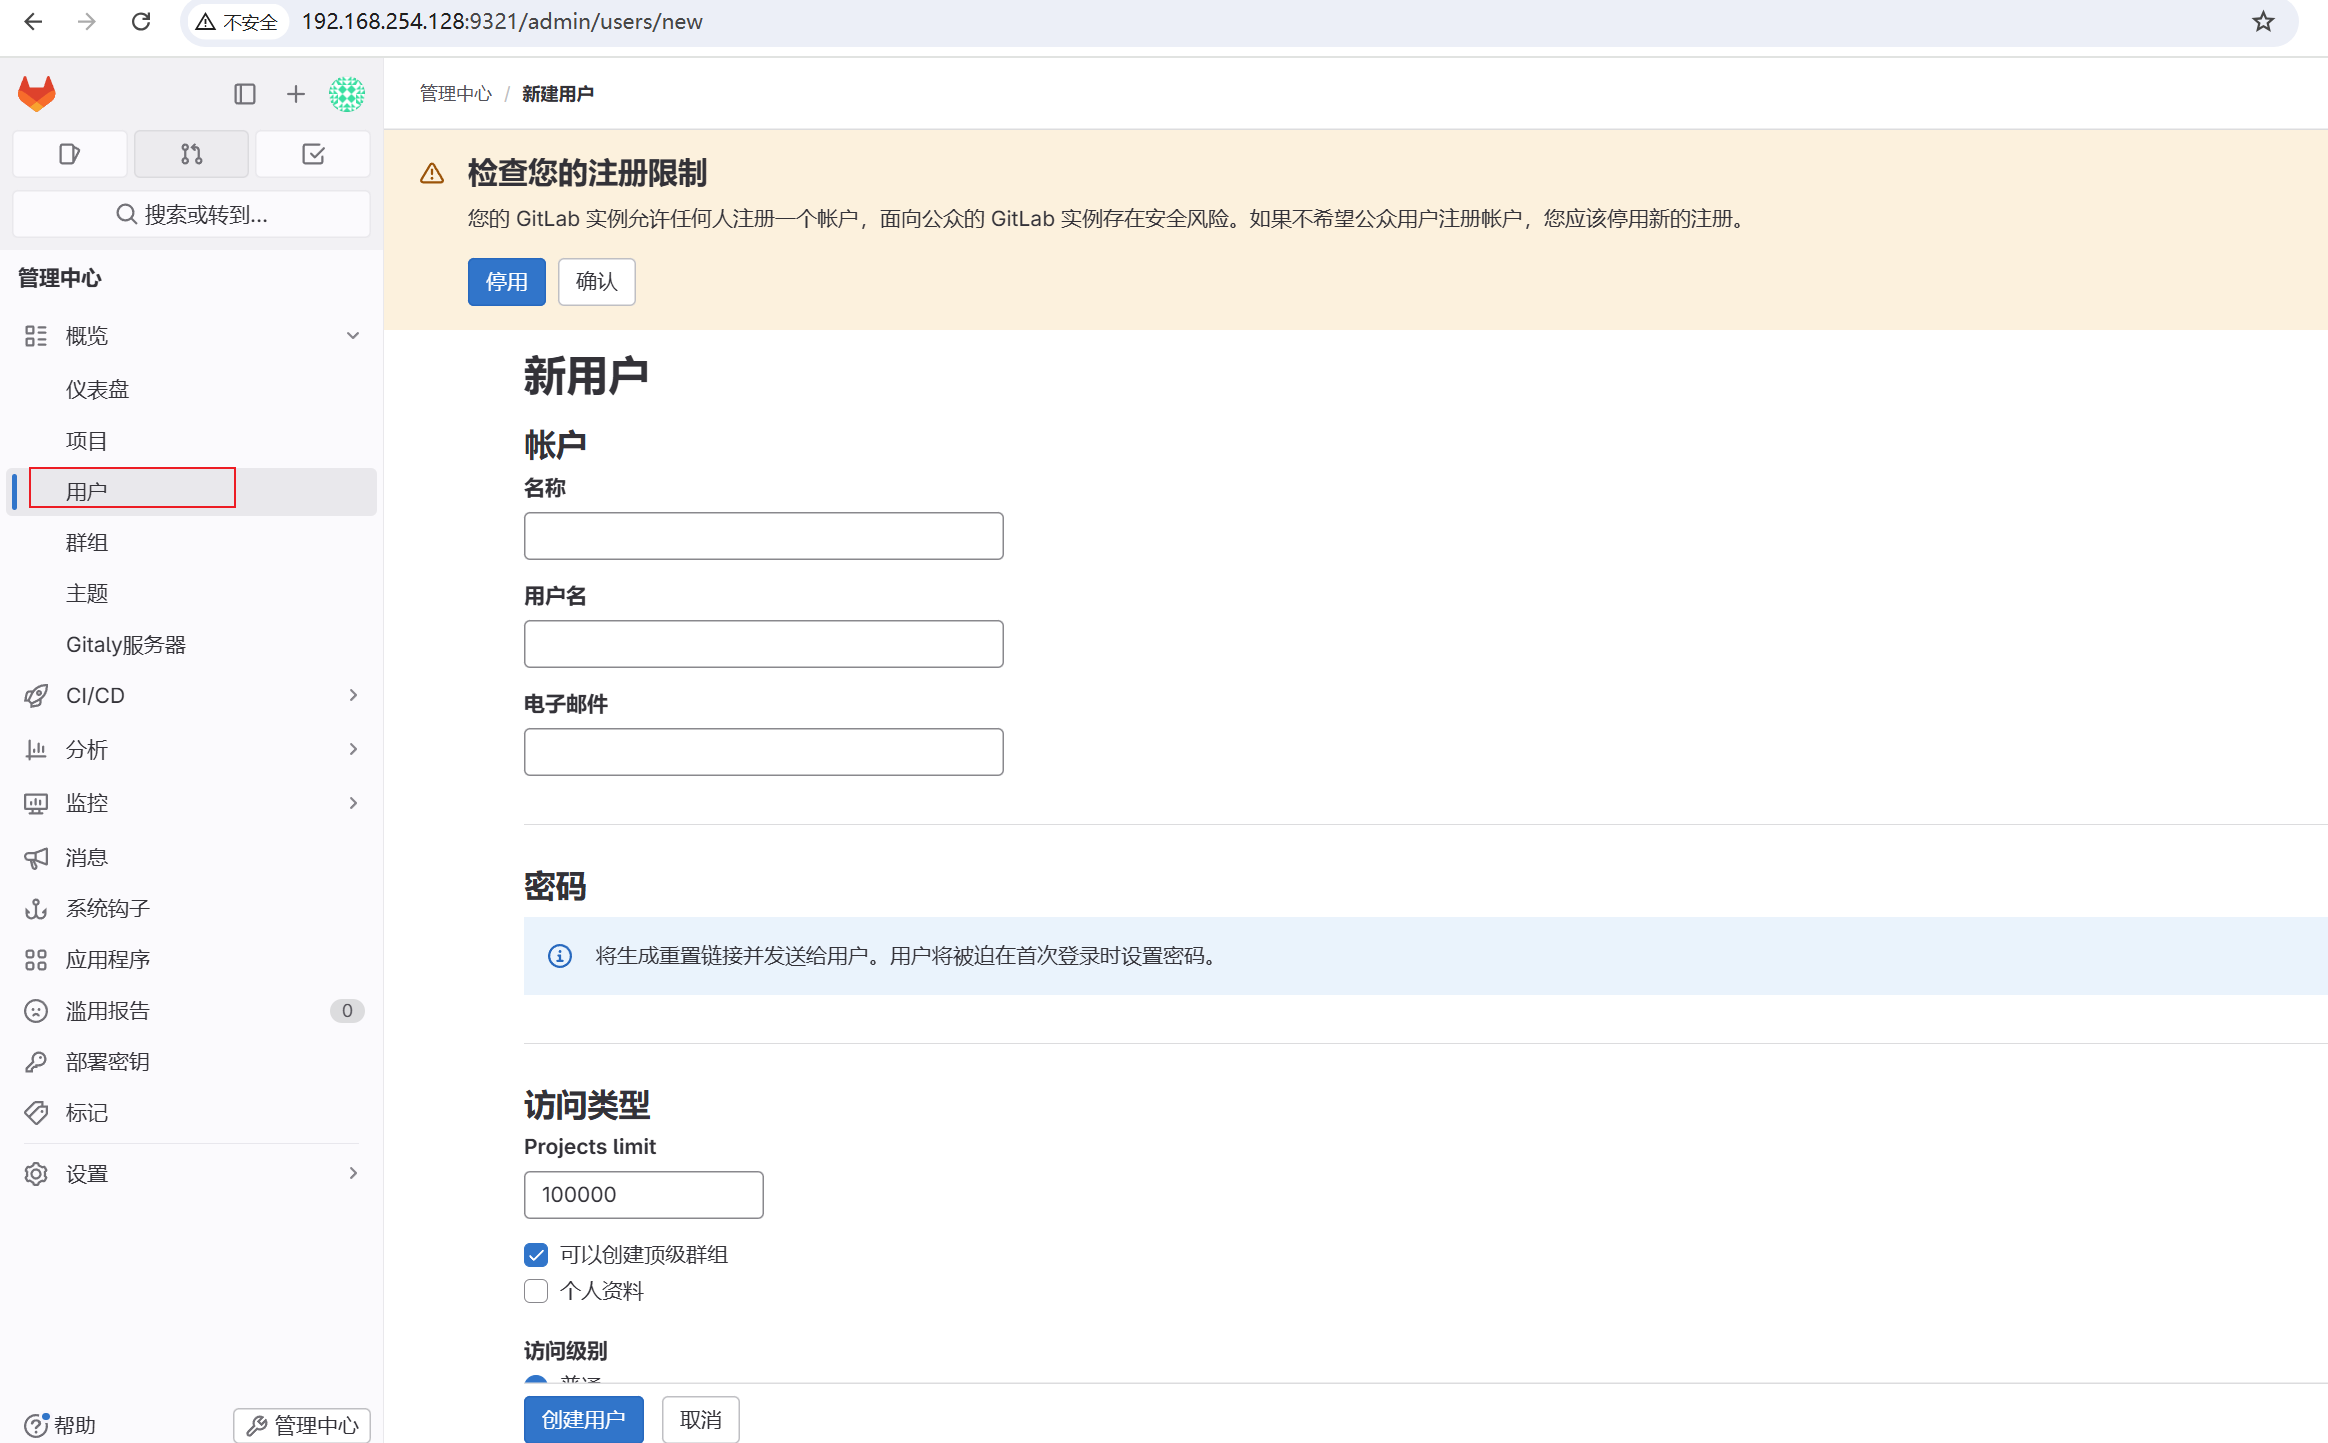 不安全
192.168.254.128:9321/admin/users/new
管理中心 / 新建用户
搜索或转到...
管理中心
概览
仪表盘
项目
用户
群组
主题
Gitaly服务器
CI/CD
分析
监控
消息
系统钩子
应用程序
滥用报告
0
部署密钥
标记
设置
帮助
管理中心
检查您的注册限制
您的 GitLab 实例允许任何人注册一个帐户，面向公众的 GitLab 实例存在安全风险。如果不希望公众用户注册帐户，您应该停用新的注册。
停用
确认
新用户
帐户
名称
用户名
电子邮件
密码
将生成重置链接并发送给用户。用户将被迫在首次登录时设置密码。
访问类型
Projects limit
100000
可以创建顶级群组
个人资料
访问级别
普通
创建用户
取消